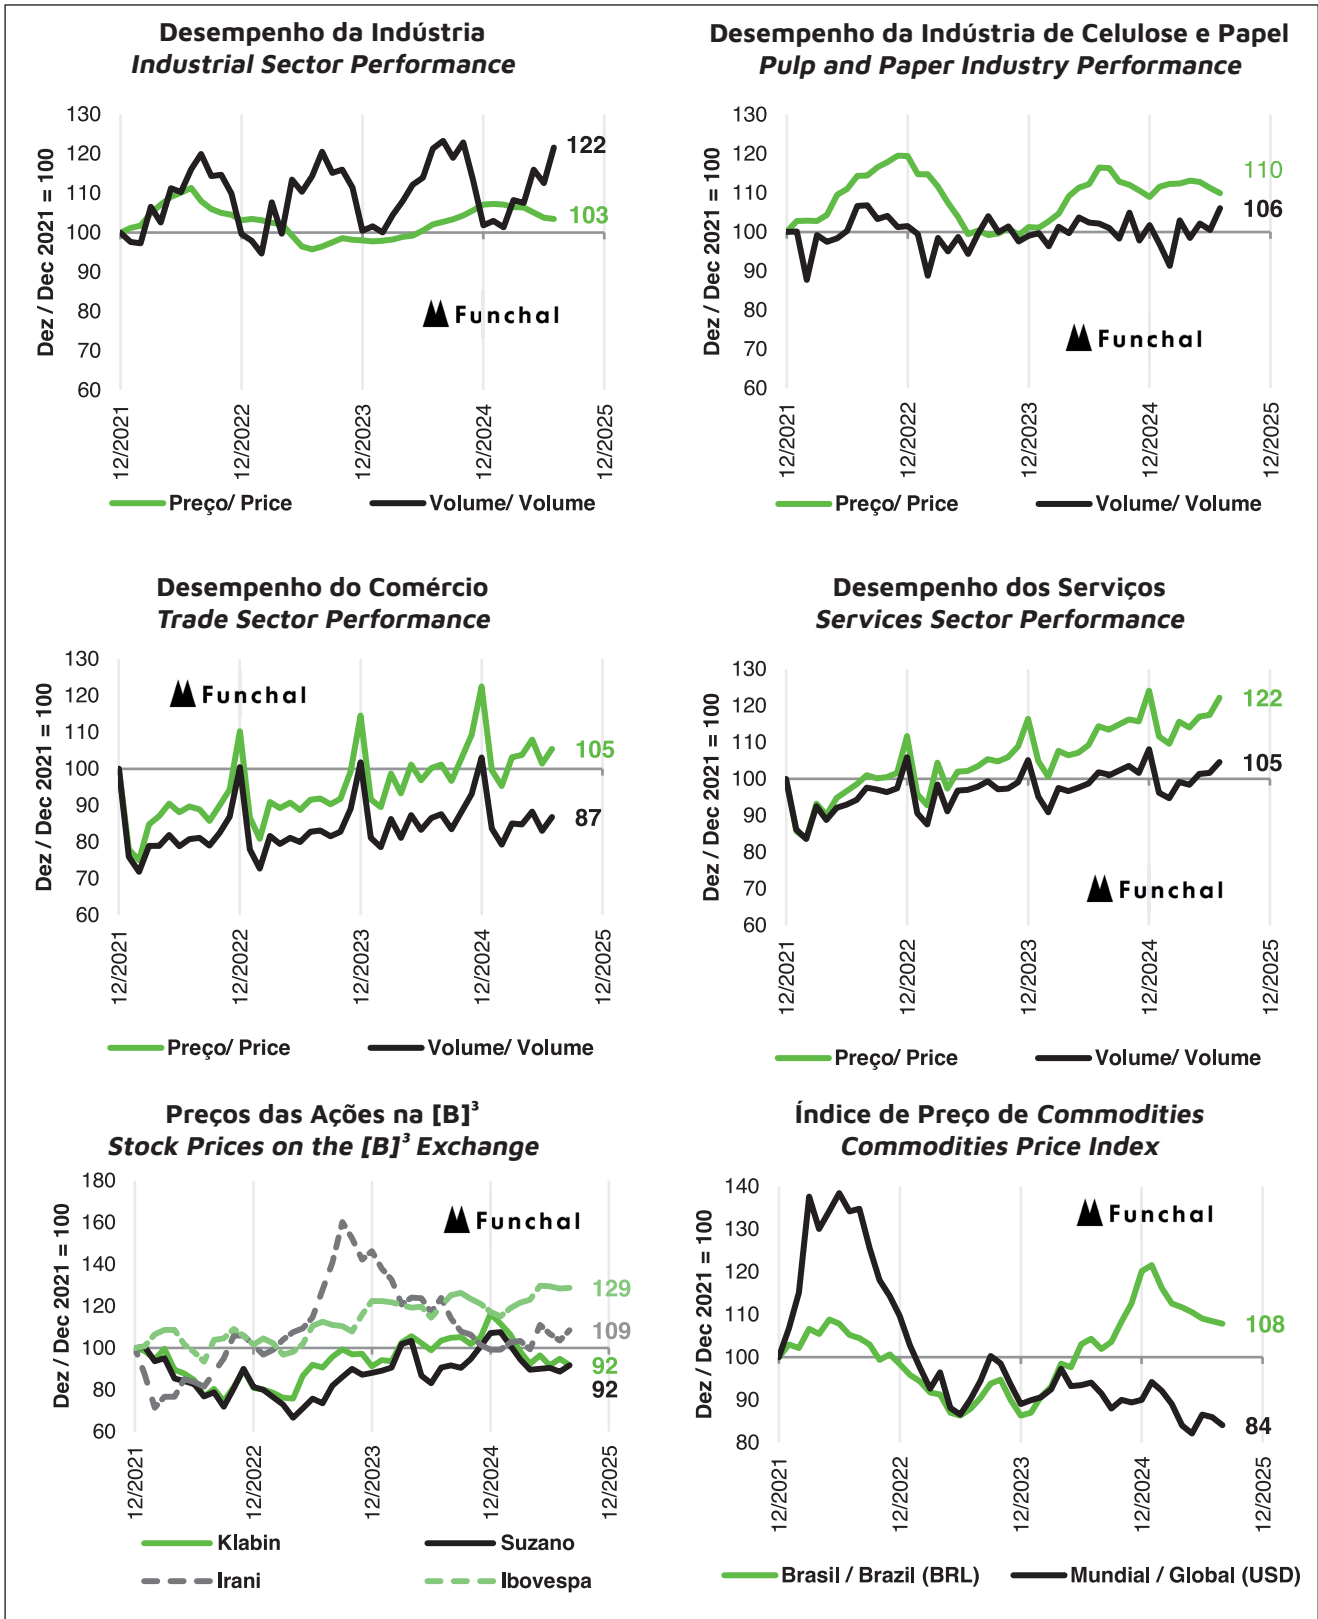 Desempenho da Indústria
Industrial Sector Performance
Dez / Dec 2021 = 100
130
120
110
100
90
80
70
60
122
103
Funchal
12/2021
12/2022
12/2023
12/2024
12/2025
Preço/ Price
Volume/ Volume
Desempenho da Indústria de Celulose e Papel
Pulp and Paper Industry Performance
Dez / Dec 2021 = 100
130
120
110
100
90
80
70
60
110
106
Funchal
12/2021
12/2022
12/2023
12/2024
12/2025
Preço/ Price
Volume/ Volume
Desempenho do Comércio
Trade Sector Performance
Dez / Dec 2021 = 100
130
120
110
100
90
80
70
60
Funchal
105
87
12/2021
12/2022
12/2023
12/2024
12/2025
Preço/ Price
Volume/ Volume
Desempenho dos Serviços
Services Sector Performance
Dez / Dec 2021 = 100
130
120
110
100
90
80
70
60
122
105
Funchal
12/2021
12/2022
12/2023
12/2024
12/2025
Preço/ Price
Volume/ Volume
Preços das Ações na [B]³
Stock Prices on the [B]³ Exchange
Dez / Dec 2021 = 100
180
160
140
120
100
80
60
Funchal
129
109
92
92
12/2021
12/2022
12/2023
12/2024
12/2025
Klabin
Suzano
Irani
Ibovespa
Índice de Preço de Commodities
Commodities Price Index
Dez / Dec 2021 = 100
140
130
120
110
100
90
80
Funchal
108
84
12/2021
12/2022
12/2023
12/2024
12/2025
Brasil / Brazil (BRL)
Mundial / Global (USD)